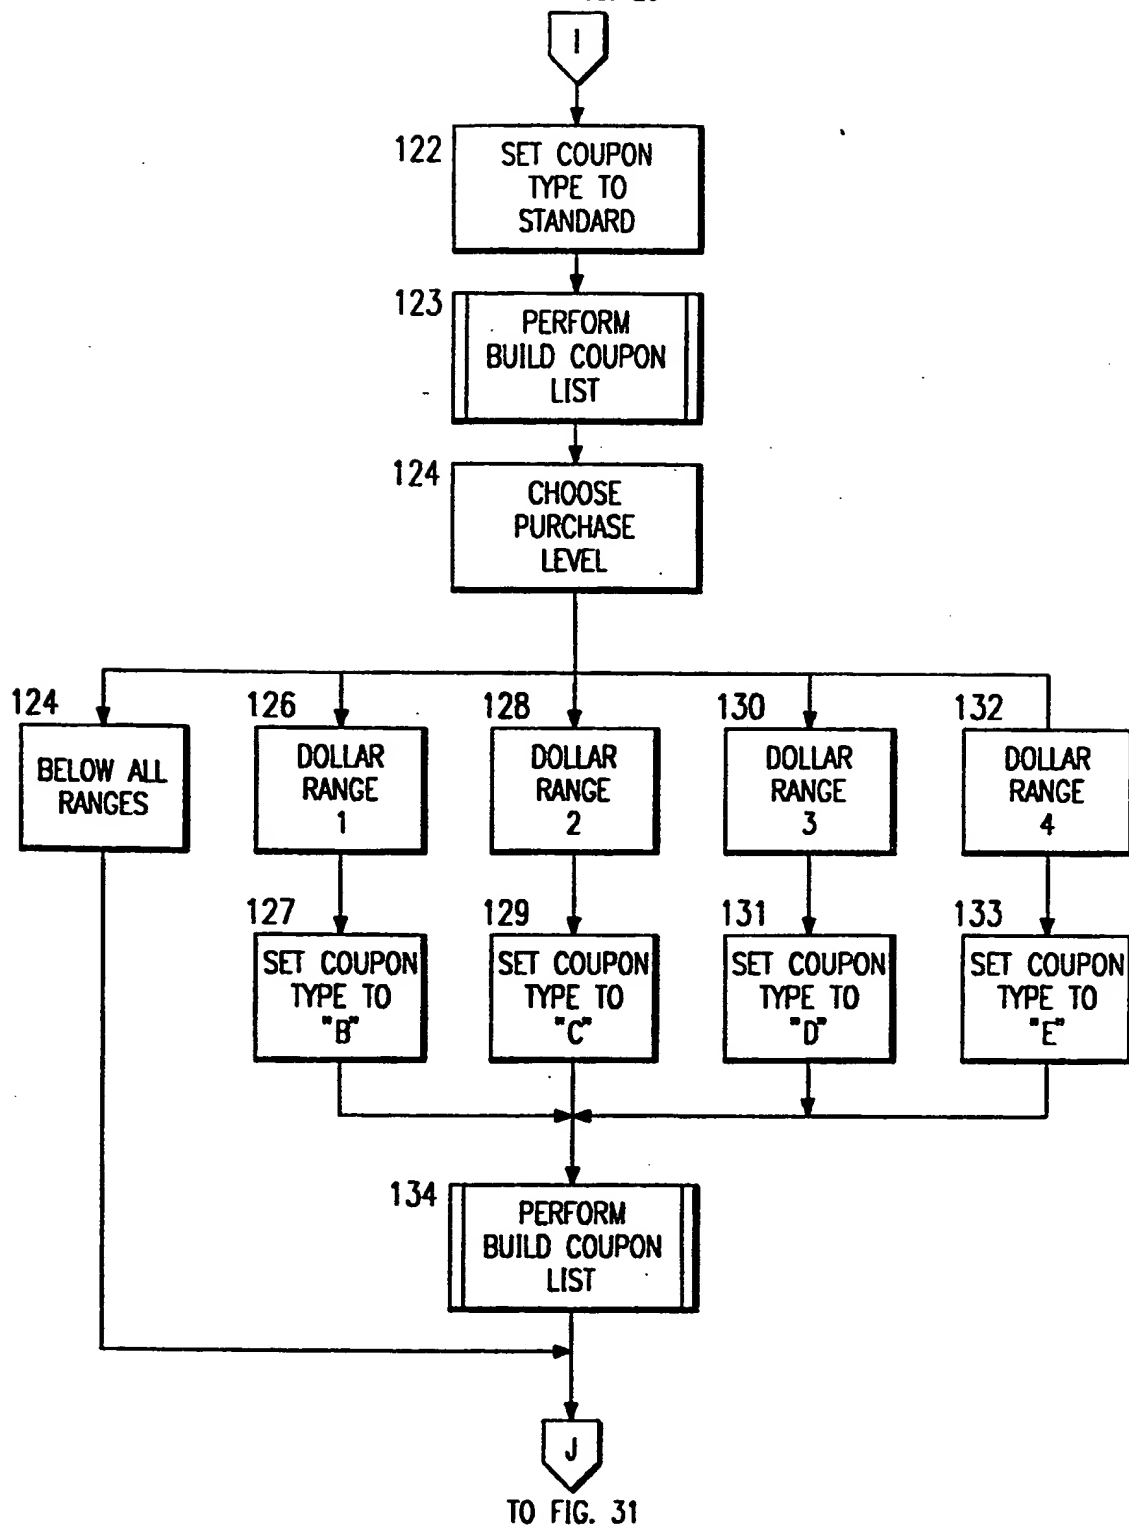 I
122
SET COUPON
TYPE TO
STANDARD
123
PERFORM
BUILD COUPON
LIST
124
CHOOSE
PURCHASE
LEVEL
124
BELOW ALL
RANGES
126
DOLLAR
RANGE
1
128
DOLLAR
RANGE
2
130
DOLLAR
RANGE
3
132
DOLLAR
RANGE
4
127
SET COUPON
TYPE TO
"B"
129
SET COUPON
TYPE TO
"C"
131
SET COUPON
TYPE TO
"D"
133
SET COUPON
TYPE TO
"E"
134
PERFORM
BUILD COUPON
LIST
J
TO FIG. 31